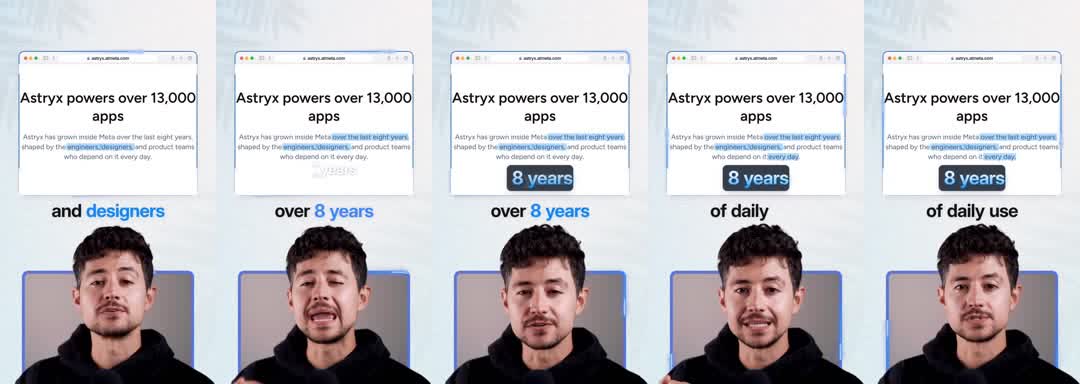 astryx.atmeta.com
Astryx powers over 13,000
apps
Astryx has grown inside Meta over the last eight years,
shaped by the engineers, designers, and product teams
who depend on it every day.
and designers
astryx.atmeta.com
Astryx powers over 13,000
apps
Astryx has grown inside Meta over the last eight years,
shaped by the engineers, designers, and product teams
who depend on it every day.
years
over 8 years
astryx.atmeta.com
Astryx powers over 13,000
apps
Astryx has grown inside Meta over the last eight years,
shaped by the engineers, designers, and product teams
who depend on it every day.
8 years
over 8 years
astryx.atmeta.com
Astryx powers over 13,000
apps
Astryx has grown inside Meta over the last eight years,
shaped by the engineers, designers, and product teams
who depend on it every day.
8 years
of daily
astryx.atmeta.com
Astryx powers over 13,000
apps
Astryx has grown inside Meta over the last eight years,
shaped by the engineers, designers, and product teams
who depend on it every day.
8 years
of daily use